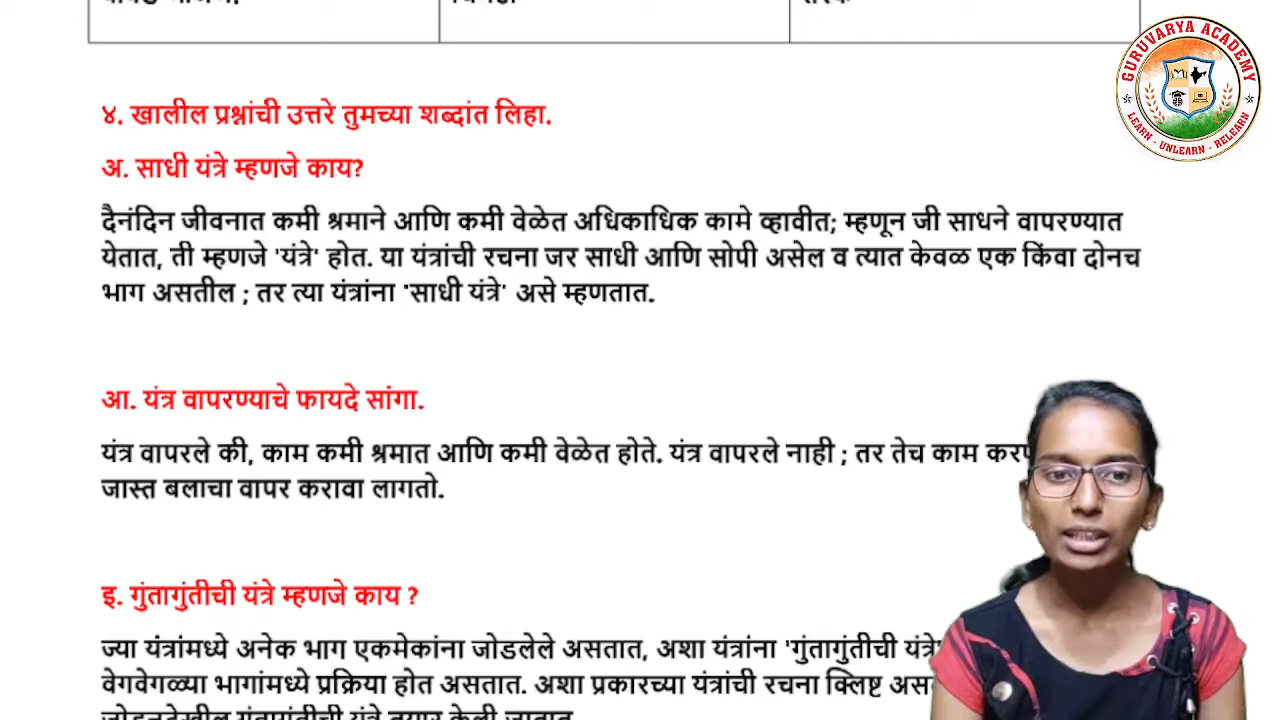 ४. खालील प्रश्नांची उत्तरे तुमच्या शब्दांत लिहा.
अ. साधी यंत्रे म्हणजे काय?
दैनंदिन जीवनात कमी श्रमाने आणि कमी वेळेत अधिकाधिक कामे व्हावीत; म्हणून जी साधने वापरण्यात
येतात, ती म्हणजे 'यंत्रे' होत. या यंत्रांची रचना जर साधी आणि सोपी असेल व त्यात केवळ एक किंवा दोनच
भाग असतील ; तर त्या यंत्रांना 'साधी यंत्रे' असे म्हणतात.
आ. यंत्र वापरण्याचे फायदे सांगा.
यंत्र वापरले की, काम कमी श्रमात आणि कमी वेळेत होते. यंत्र वापरले नाही ; तर तेच काम
जास्त बलाचा वापर करावा लागतो.
इ. गुंतागुंतीची यंत्रे म्हणजे काय ?
ज्या यंत्रांमध्ये अनेक भाग एकमेकांना जोडलेले असतात, अशा यंत्रांना 'गुंतागुंतीची यंत्रे
वेगवेगळ्या भागांमध्ये प्रक्रिया होत असतात. अशा प्रकारच्या यंत्रांची रचना क्लिष्ट
जोडूनदेखील गुंतागुंतीची यंत्रे तयार केली जातात
GURUVARYA ACADEMY
LEARN - UNLEARN - RELEARN